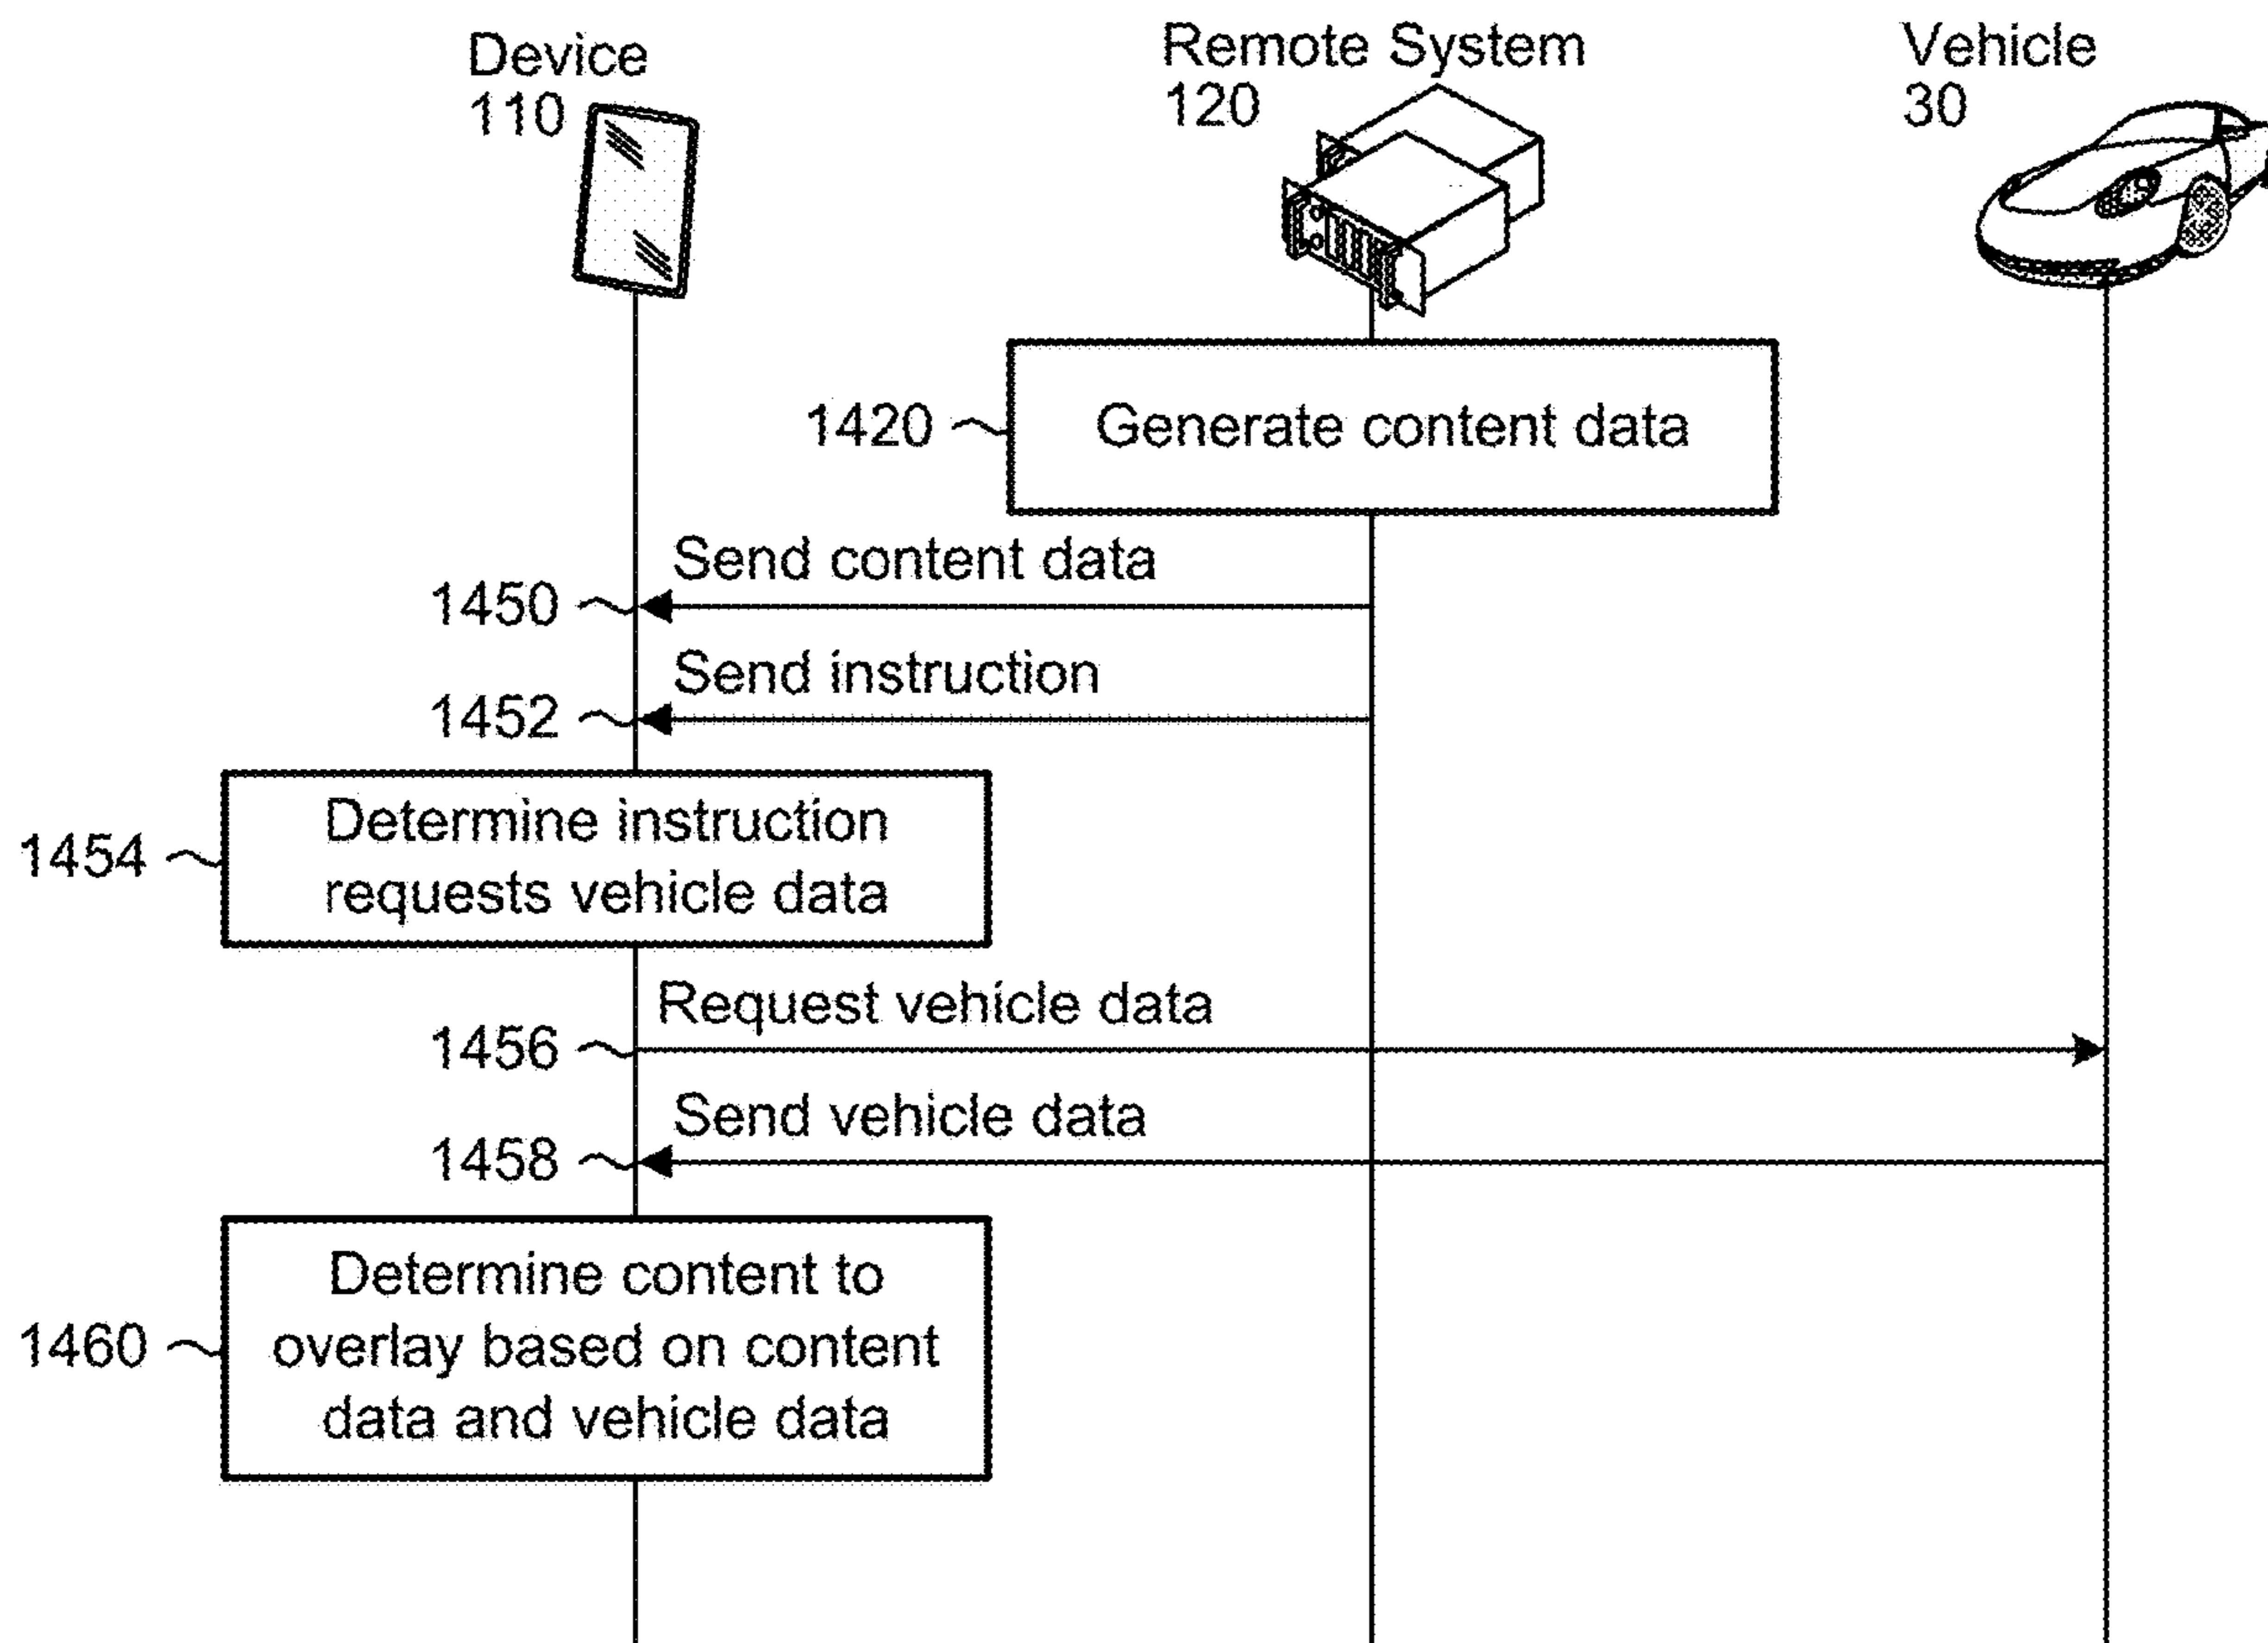 Device
110
Remote System
120
Vehicle
30
1420
Generate content data
Send content data
1450
Send instruction
1452
1454
Determine instruction
requests vehicle data
Request vehicle data
1456
Send vehicle data
1458
1460
Determine content to
overlay based on content
data and vehicle data